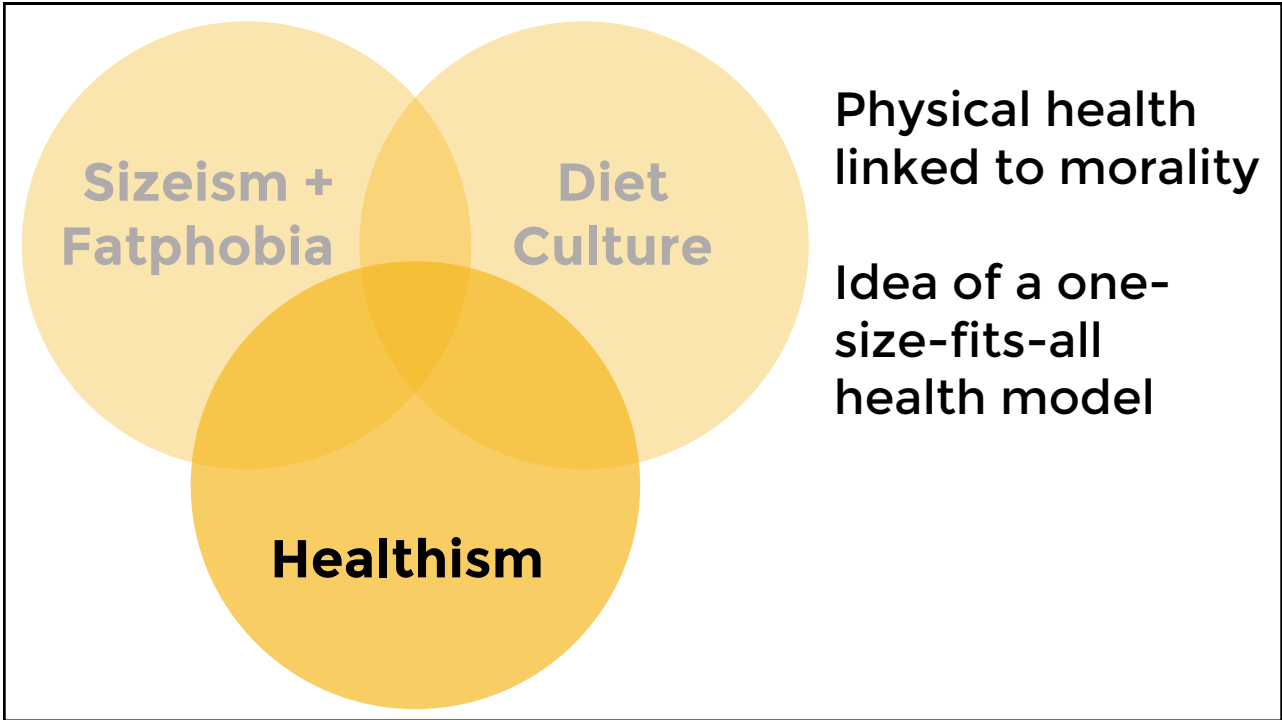 Sizeism +
Fatphobia
Diet
Culture
Healthism
Physical health
linked to morality
Idea of a one-
size-fits-all
health model